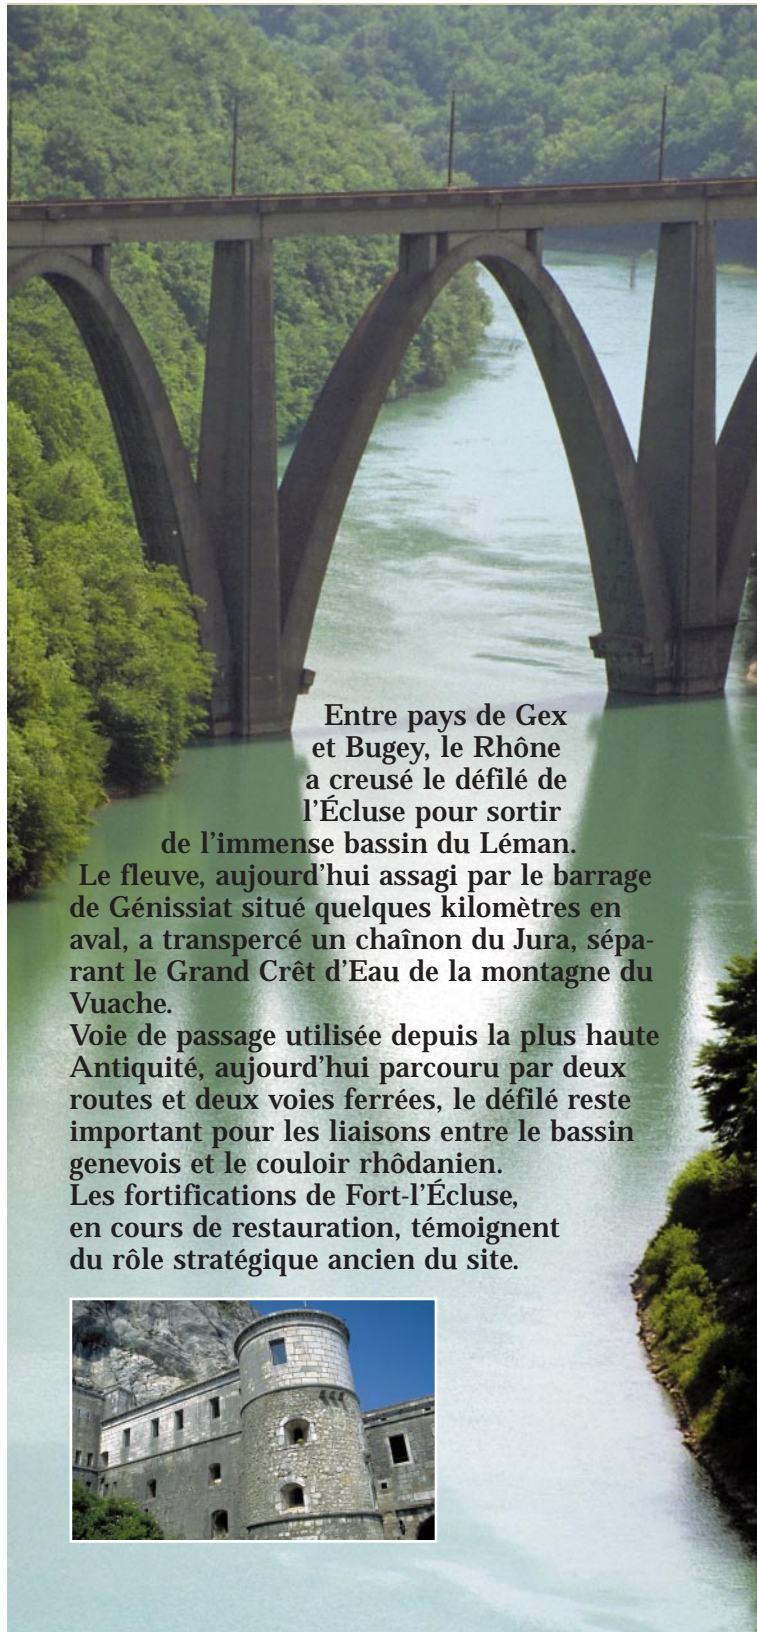 Entre pays de Gex
et Bugey, le Rhône
a creusé le défilé de
l'Écluse pour sortir
de l'immense bassin du Léman.
Le fleuve, aujourd'hui assagi par le barrage
de Génissiat situé quelques kilomètres en
aval, a transpercé un chaînon du Jura, sépa-
rant le Grand Crêt d'Eau de la montagne du
Vuache.
Voie de passage utilisée depuis la plus haute
Antiquité, aujourd'hui parcouru par deux
routes et deux voies ferrées, le défilé reste
important pour les liaisons entre le bassin
genevois et le couloir rhôdanien.
Les fortifications de Fort-l'Écluse,
en cours de restauration, témoignent
du rôle stratégique ancien du site.